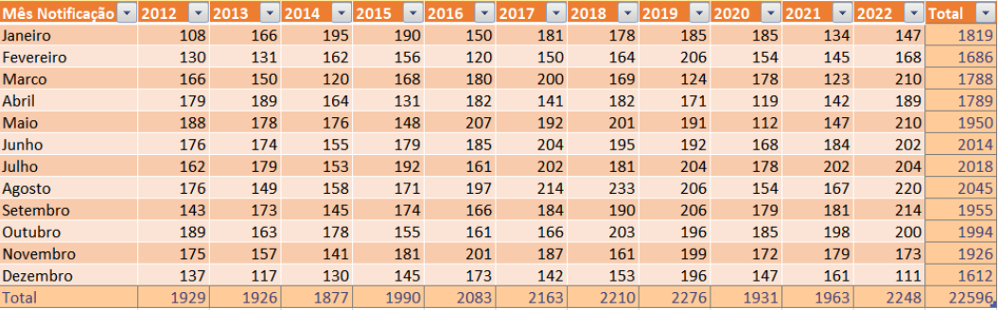 Mês Notificação 2012 2013 2014 2015 2016 2017 2018 2019 2020 2021 2022 Total
Janeiro 108 166 195 190 150 181 178 185 185 134 147 1819
Fevereiro 130 131 162 156 120 150 164 206 154 145 168 1686
Marco 166 150 120 168 180 200 169 124 178 123 210 1788
Abril 179 189 164 131 182 141 182 171 119 142 189 1789
Maio 188 178 176 148 207 192 201 191 112 147 210 1950
Junho 176 174 155 179 185 204 195 192 168 184 202 2014
Julho 162 179 153 192 161 202 181 204 178 202 204 2018
Agosto 176 149 158 171 197 214 233 206 154 167 220 2045
Setembro 143 173 145 174 166 184 190 206 179 181 214 1955
Outubro 189 163 178 155 161 166 203 196 185 198 200 1994
Novembro 175 157 141 181 201 187 161 199 172 179 173 1926
Dezembro 137 117 130 145 173 142 153 196 147 161 111 1612
Total 1929 1926 1877 1990 2083 2163 2210 2276 1931 1963 2248 22596